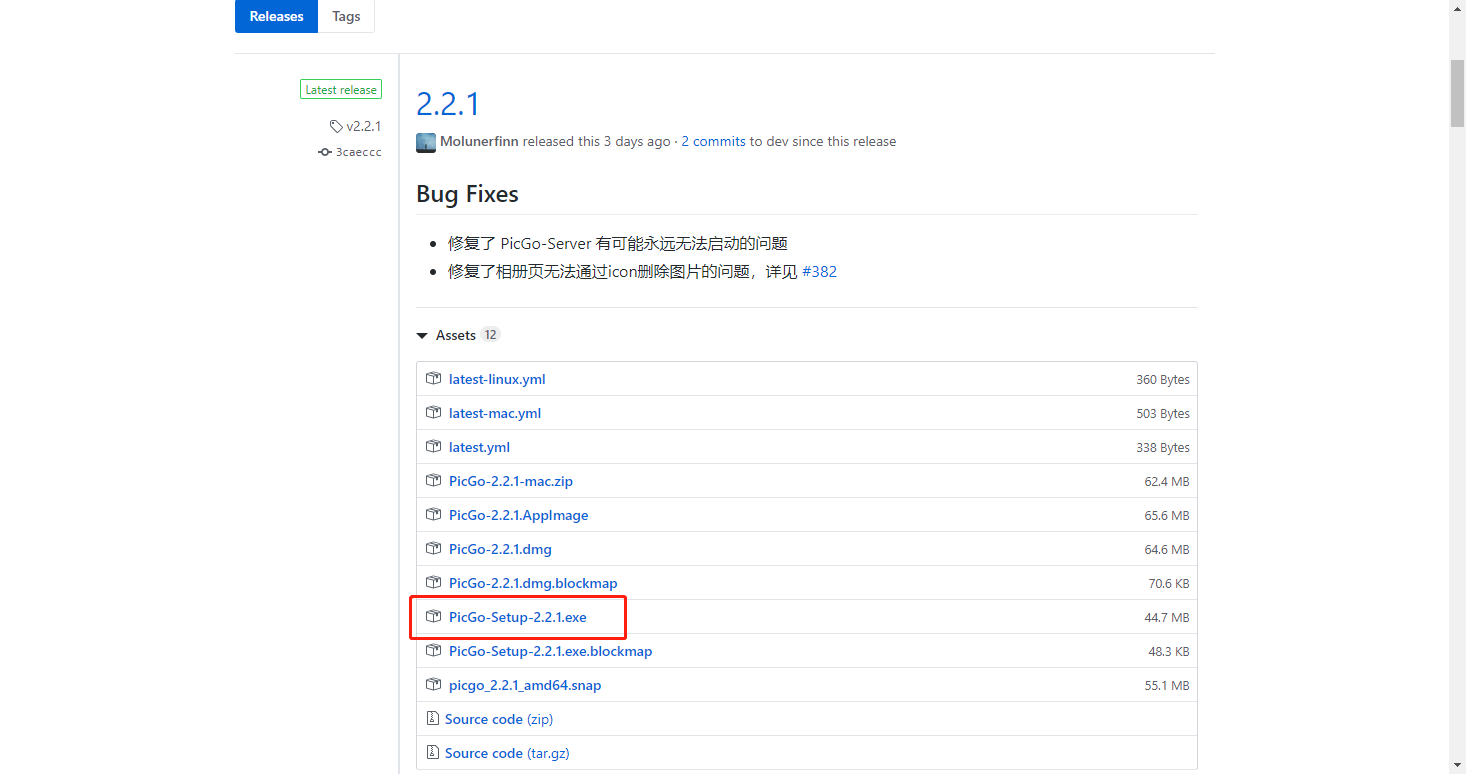 Releases Tags
Latest release
v2.2.1
3caeccc
2.2.1
Molunerfinn released this 3 days ago · 2 commits to dev since this release
Bug Fixes
修复了 PicGo-Server 有可能永远无法启动的问题
修复了相册页无法通过icon删除图片的问题，详见 #382
Assets 12
latest-linux.yml 360 Bytes
latest-mac.yml 503 Bytes
latest.yml 338 Bytes
PicGo-2.2.1-mac.zip 62.4 MB
PicGo-2.2.1.AppImage 65.6 MB
PicGo-2.2.1.dmg 64.6 MB
PicGo-2.2.1.dmg.blockmap 70.6 KB
PicGo-Setup-2.2.1.exe 44.7 MB
PicGo-Setup-2.2.1.exe.blockmap 48.3 KB
picgo_2.2.1_amd64.snap 55.1 MB
Source code (zip)
Source code (tar.gz)